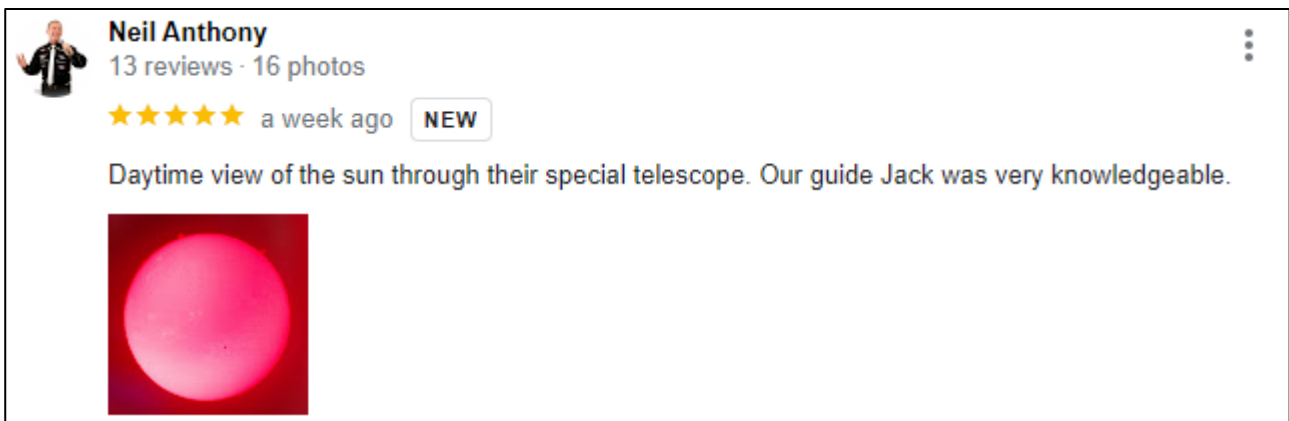 Neil Anthony
13 reviews · 16 photos
a week ago NEW
Daytime view of the sun through their special telescope. Our guide Jack was very knowledgeable.